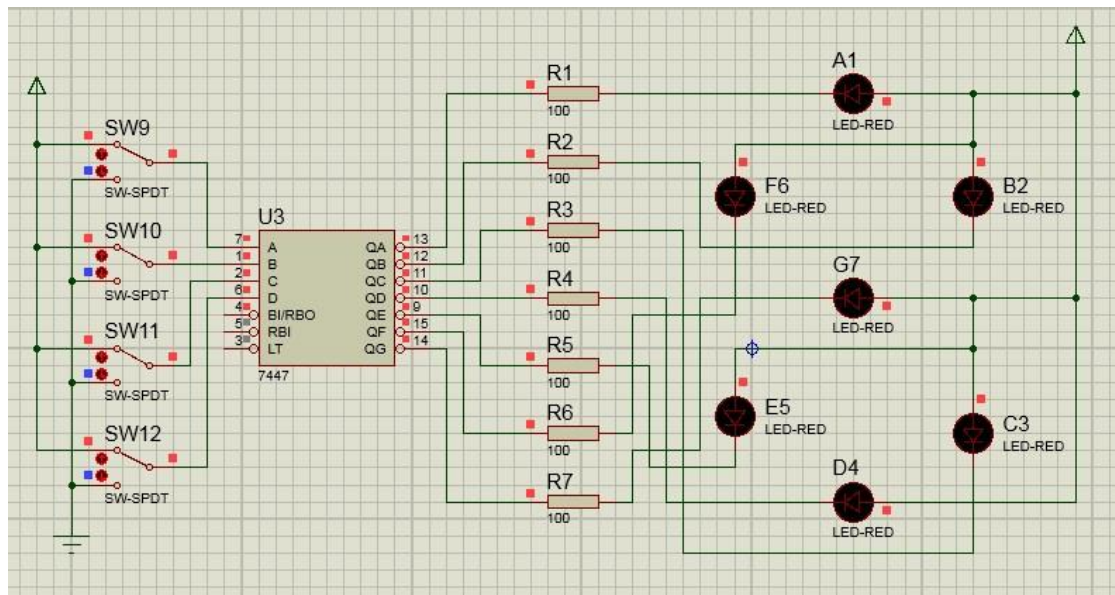 SW9
SW-SPDT
SW10
SW-SPDT
SW11
SW-SPDT
SW12
SW-SPDT
U3
7 A QA 13
1 B QB 12
2 C QC 11
6 D QD 10
4 BI/RBO QE 9
5 RBI QF 15
3 LT QG 14
7447
R1
100
R2
100
R3
100
R4
100
R5
100
R6
100
R7
100
A1
LED-RED
F6
LED-RED
B2
LED-RED
G7
LED-RED
E5
LED-RED
C3
LED-RED
D4
LED-RED